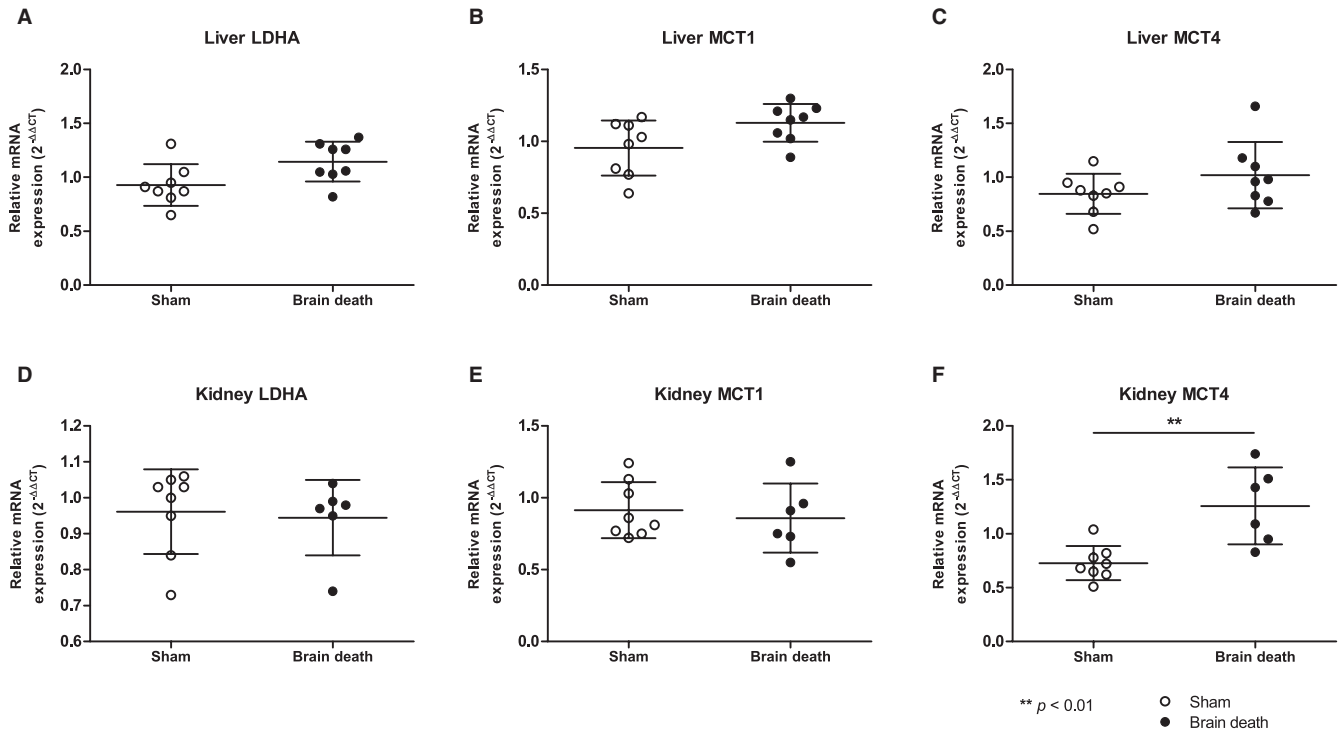 A
Liver LDHA
Relative mRNA
expression (2-ΔΔCT)
2.0
1.5
1.0
0.5
0.0
Sham
Brain death
B
Liver MCT1
Relative mRNA
expression (2-ΔΔCT)
1.5
1.0
0.5
0.0
Sham
Brain death
C
Liver MCT4
Relative mRNA
expression (2-ΔΔCT)
2.0
1.5
1.0
0.5
0.0
Sham
Brain death
D
Kidney LDHA
Relative mRNA
expression (2-ΔΔCT)
1.2
1.1
1.0
0.9
0.8
0.7
0.6
Sham
Brain death
E
Kidney MCT1
Relative mRNA
expression (2-ΔΔCT)
1.5
1.0
0.5
0.0
Sham
Brain death
F
Kidney MCT4
**
Relative mRNA
expression (2-ΔΔCT)
2.0
1.5
1.0
0.5
0.0
Sham
Brain death
** p < 0.01
Sham
Brain death